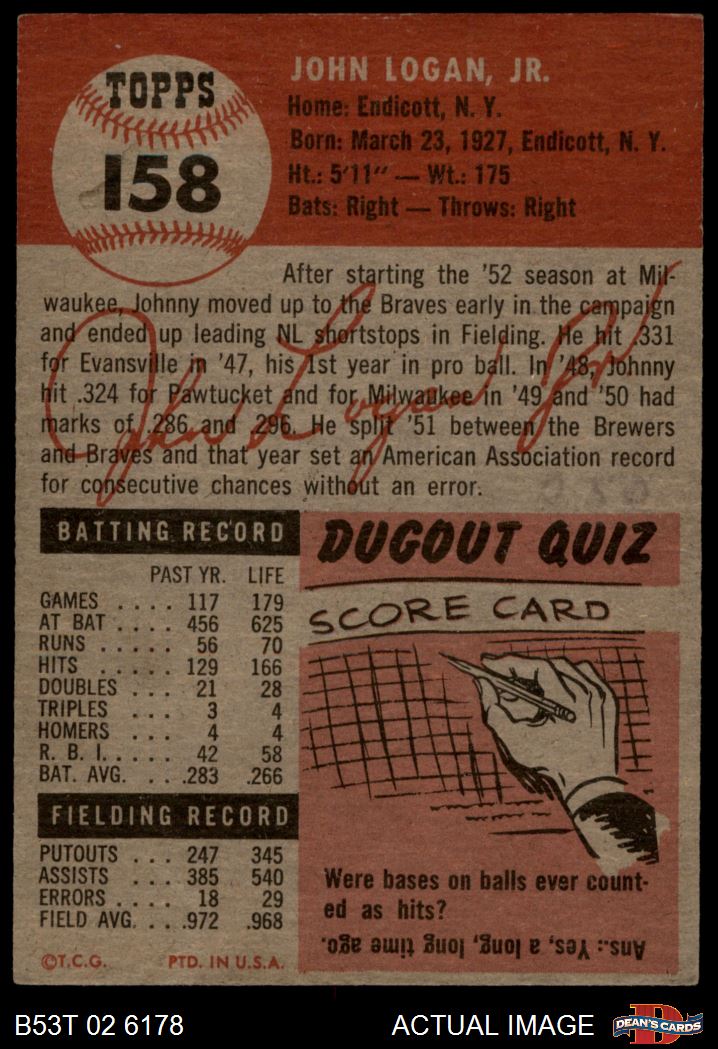 TOPPS
158
JOHN LOGAN, JR.
Home: Endicott, N. Y.
Born: March 23, 1927, Endicott, N. Y.
Ht.: 5'11" — Wt.: 175
Bats: Right — Throws: Right
After starting the '52 season at Mil-
waukee, Johnny moved up to the Braves early in the campaign
and ended up leading NL shortstops in Fielding. He hit .331
for Evansville in '47, his 1st year in pro ball. In '48, Johnny
hit .324 for Pawtucket and for Milwaukee in '49 and '50 had
marks of .286 and .296. He split '51 between the Brewers
and Braves and that year set an American Association record
for consecutive chances without an error.
John Logan Jr.
BATTING RECORD
PAST YR. LIFE
GAMES .... 117 179
AT BAT .... 456 625
RUNS ..... 56 70
HITS ..... 129 166
DOUBLES ... 21 28
TRIPLES ... 3 4
HOMERS ... 4 4
R. B. I. .... 42 58
BAT. AVG. ... .283 .266
FIELDING RECORD
PUTOUTS ... 247 345
ASSISTS ... 385 540
ERRORS .... 18 29
FIELD AVG. ... .972 .968
©T.C.G. PTD. IN U.S.A.
DUGOUT QUIZ
SCORE CARD
Were bases on balls ever count-
ed as hits?
Ans.: Yes, a long, long time ago.
B53T 02 6178 ACTUAL IMAGE DEAN'S CARDS